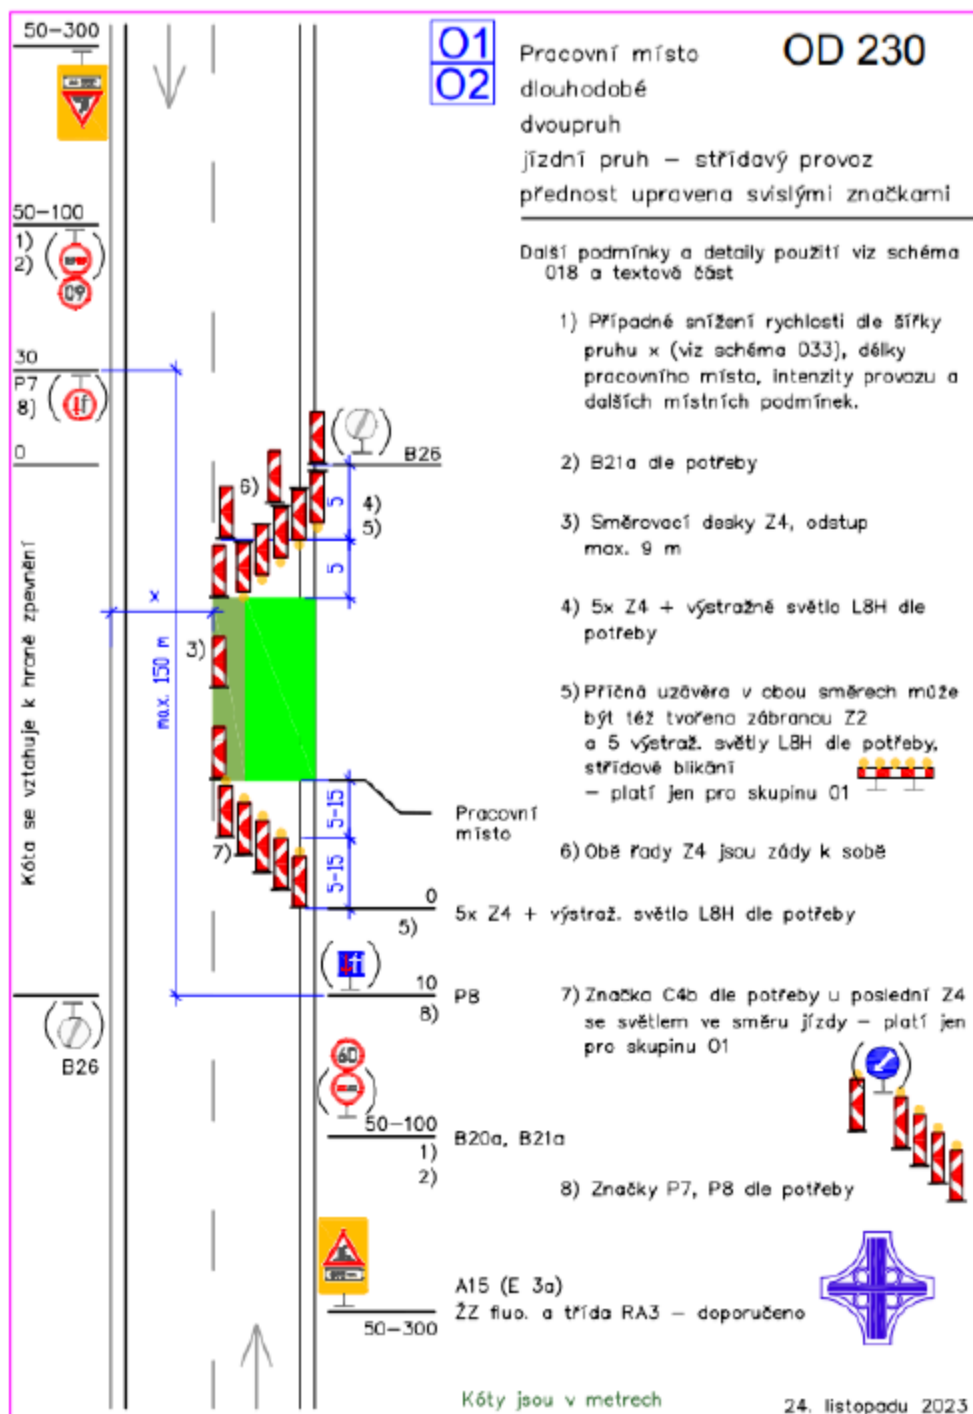 50-300
O1
O2
Pracovní místo
OD 230
dlouhodobé
dvoupruh
jízdní pruh – střídavý provoz
přednost upravena svislými značkami
50-100
1)
2)
60
Další podmínky a detaily použití viz schéma
018 a textová část
1) Případné snížení rychlosti dle šířky
pruhu x (viz schéma 033), délky
pracovního místa, intenzity provozu a
dalších místních podmínek.
30
P7
8)
0
B26
6)
5
4)
5)
5
2) B21a dle potřeby
3) Směrovací desky Z4, odstup
max. 9 m
x
3)
max. 150 m
Kóta se vztahuje k hraně zpevnění
4) 5x Z4 + výstražné světlo L8H dle
potřeby
5) Příčná uzávěra v obou směrech může
být též tvořena zábranou Z2
a 5 výstraž. světly L8H dle potřeby,
střídavé blikání
– platí jen pro skupinu 01
Pracovní
místo
5-15
5-15
7)
6) Obě řady Z4 jsou zády k sobě
0
5)
5x Z4 + výstraž. světlo L8H dle potřeby
10
P8
8)
B26
7) Značka C4b dle potřeby u poslední Z4
se světlem ve směru jízdy – platí jen
pro skupinu 01
60
50-100
B20a, B21a
1)
2)
8) Značky P7, P8 dle potřeby
A15 (E 3a)
ŽZ fluo. a třída RA3 – doporučeno
50-300
Kóty jsou v metrech
24. listopadu 2023